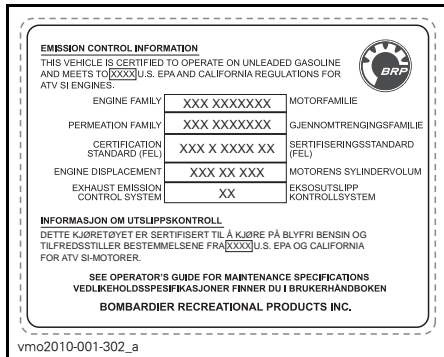 EMISSION CONTROL INFORMATION
THIS VEHICLE IS CERTIFIED TO OPERATE ON UNLEADED GASOLINE
AND MEETS TO XXXX U.S. EPA AND CALIFORNIA REGULATIONS FOR
ATV SI ENGINES.
BRP
ENGINE FAMILY XXX XXXXXXX MOTORFAMILIE
PERMEATION FAMILY XXX XXXXXXX GJENNOMTRENGINGSFAMILIE
CERTIFICATION
STANDARD (FEL) XXX X XXXX XX SERTIFISERINGSSTANDARD
(FEL)
ENGINE DISPLACEMENT XXX XX XXX MOTORENS SYLINDERVOLUM
EXHAUST EMISSION
CONTROL SYSTEM XX EKSOSUTSLIPP
KONTROLLSYSTEM
INFORMASJON OM UTSLIPPSKONTROLL
DETTE KJØRETØYET ER SERTIFISERT TIL Å KJØRE PÅ BLYFRI BENSIN OG
TILFREDSSTILLER BESTEMMELSENE FRA XXXX U.S. EPA OG CALIFORNIA
FOR ATV SI-MOTORER.
SEE OPERATOR'S GUIDE FOR MAINTENANCE SPECIFICATIONS
VEDLIKEHOLDSSPESIFIKASJONER FINNER DU I BRUKERHÅNDBOKEN
BOMBARDIER RECREATIONAL PRODUCTS INC.
vmo2010-001-302_a